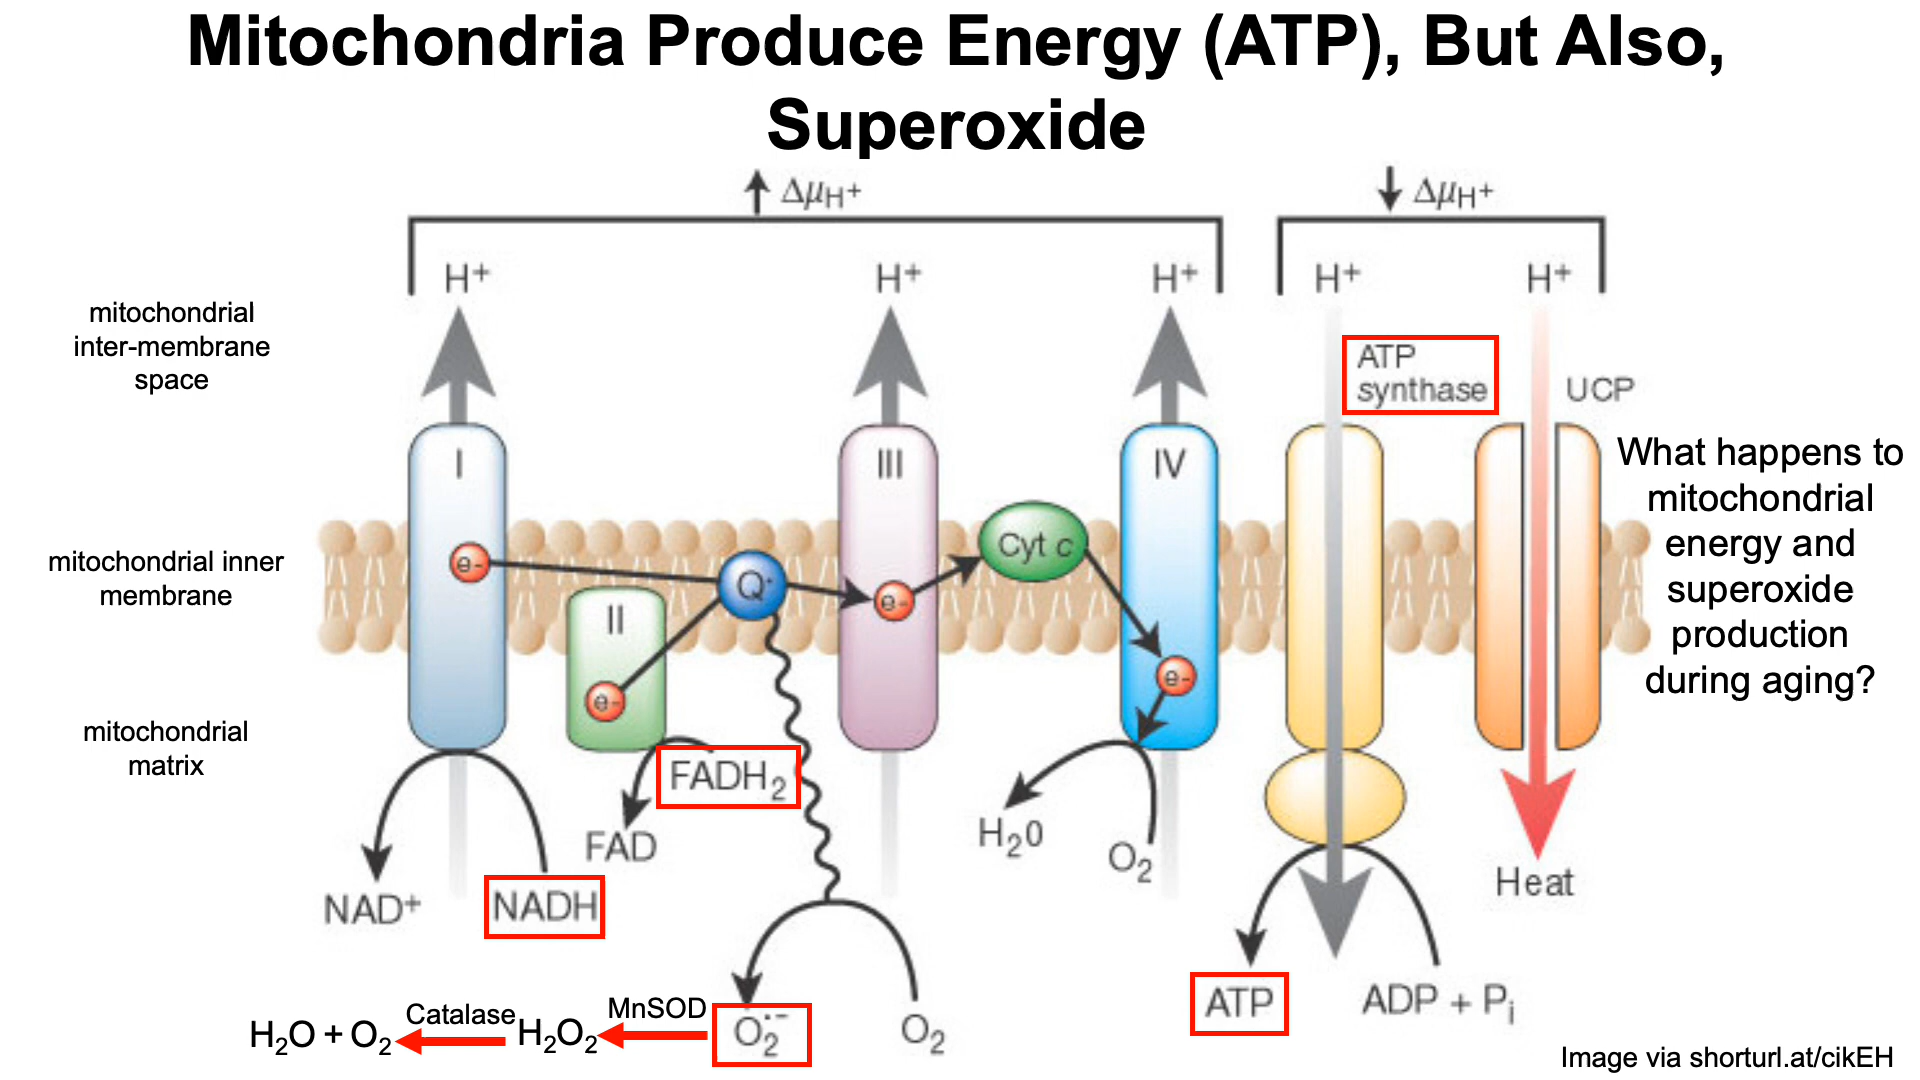 Mitochondria Produce Energy (ATP), But Also,
Superoxide
↑ ΔμH+
↓ ΔμH+
H+
H+
H+
H+
H+
mitochondrial
inter-membrane
space
ATP
synthase
UCP
I
III
IV
What happens to
mitochondrial
energy and
superoxide
production
during aging?
mitochondrial inner
membrane
e-
Q·
e-
Cyt c
II
e-
e-
mitochondrial
matrix
FADH2
FAD
H20
O2
Heat
NAD+
NADH
H2O + O2
Catalase
H2O2
MnSOD
O2·-
O2
ATP
ADP + Pi
Image via shorturl.at/cikEH